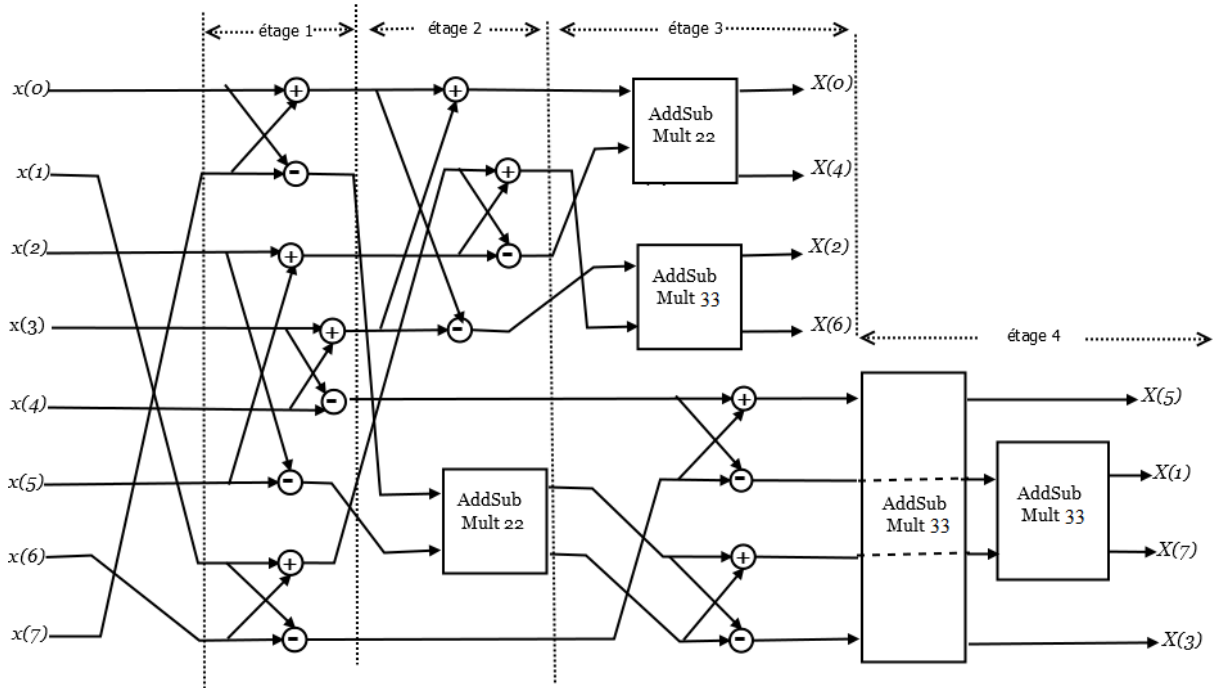 étage 1
étage 2
étage 3
x(0)
+
+
AddSub
Mult 22
X(0)
x(1)
-
+
X(4)
x(2)
+
-
AddSub
Mult 33
X(2)
x(3)
+
-
X(6)
étage 4
x(4)
-
+
X(5)
x(5)
-
AddSub
Mult 22
-
AddSub
Mult 33
AddSub
Mult 33
X(1)
x(6)
+
+
X(7)
x(7)
-
-
X(3)